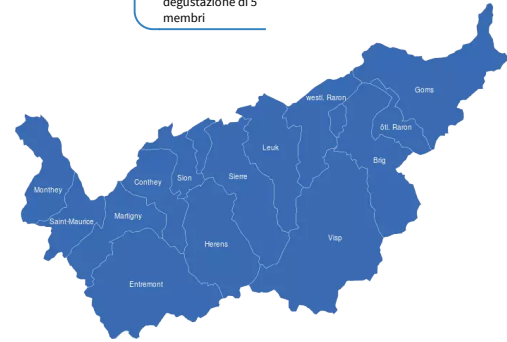 degustazione di 5
membri
Goms
westl. Raron
ötl. Raron
Leuk
Brig
Sierre
Sion
Conthey
Monthey
Martigny
Saint-Maurice
Visp
Herens
Entremont